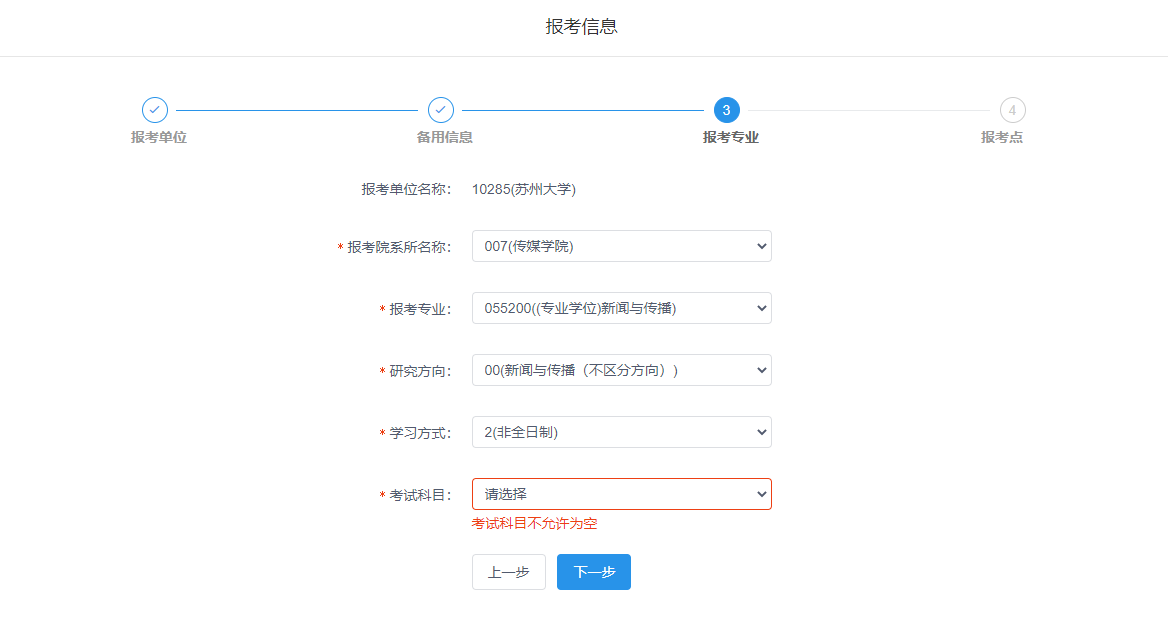 报考信息
3
4
报考单位
备用信息
报考专业
报考点
报考单位名称： 10285(苏州大学)
* 报考院系所名称： 007(传媒学院)
* 报考专业： 055200((专业学位)新闻与传播)
* 研究方向： 00(新闻与传播（不区分方向）)
* 学习方式： 2(非全日制)
* 考试科目： 请选择
考试科目不允许为空
上一步 下一步